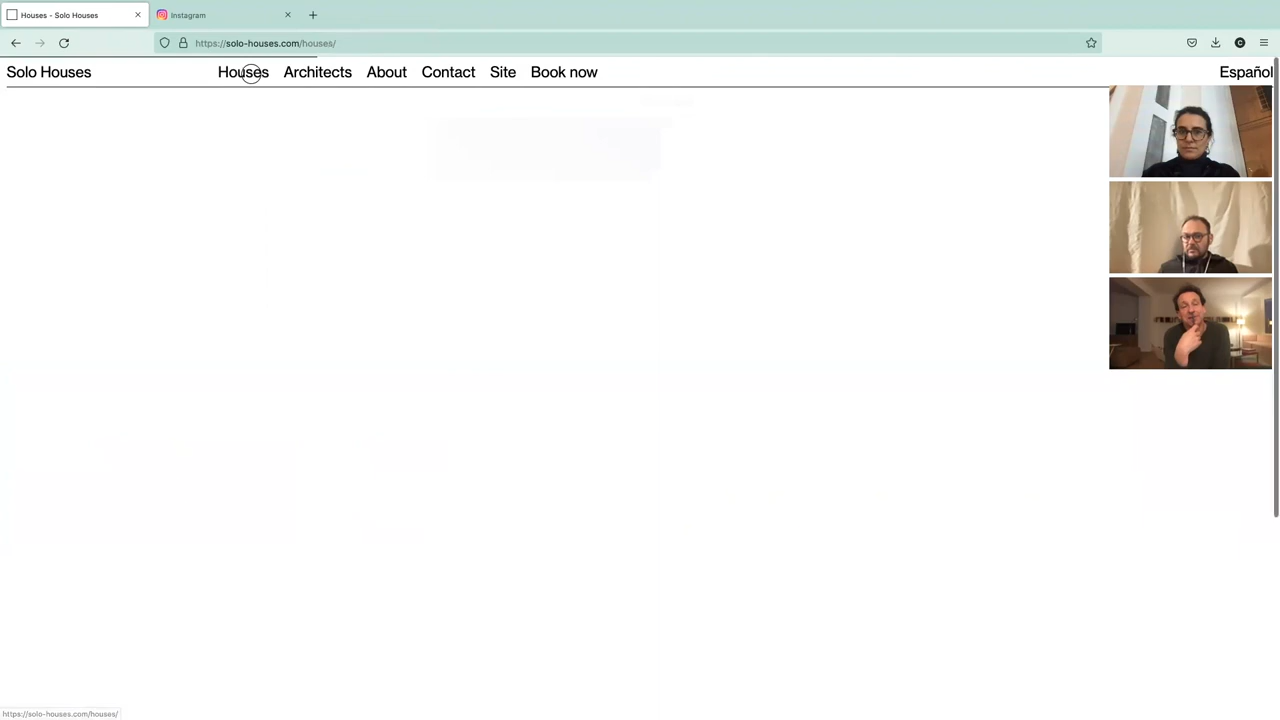 Houses - Solo Houses
Instagram
https://solo-houses.com/houses/
Solo Houses
Houses
Architects
About
Contact
Site
Book now
Español
https://solo-houses.com/houses/